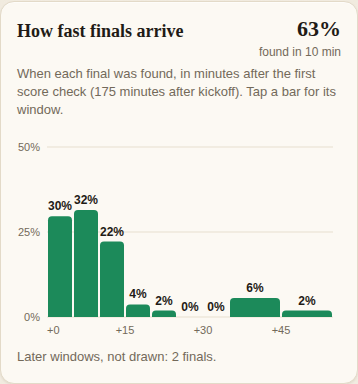 How fast finals arrive
63%
found in 10 min
When each final was found, in minutes after the first
score check (175 minutes after kickoff). Tap a bar for its
window.
50%
25%
0%
30% 32% 22% 4% 2% 0% 0% 6% 2%
+0 +15 +30 +45
Later windows, not drawn: 2 finals.